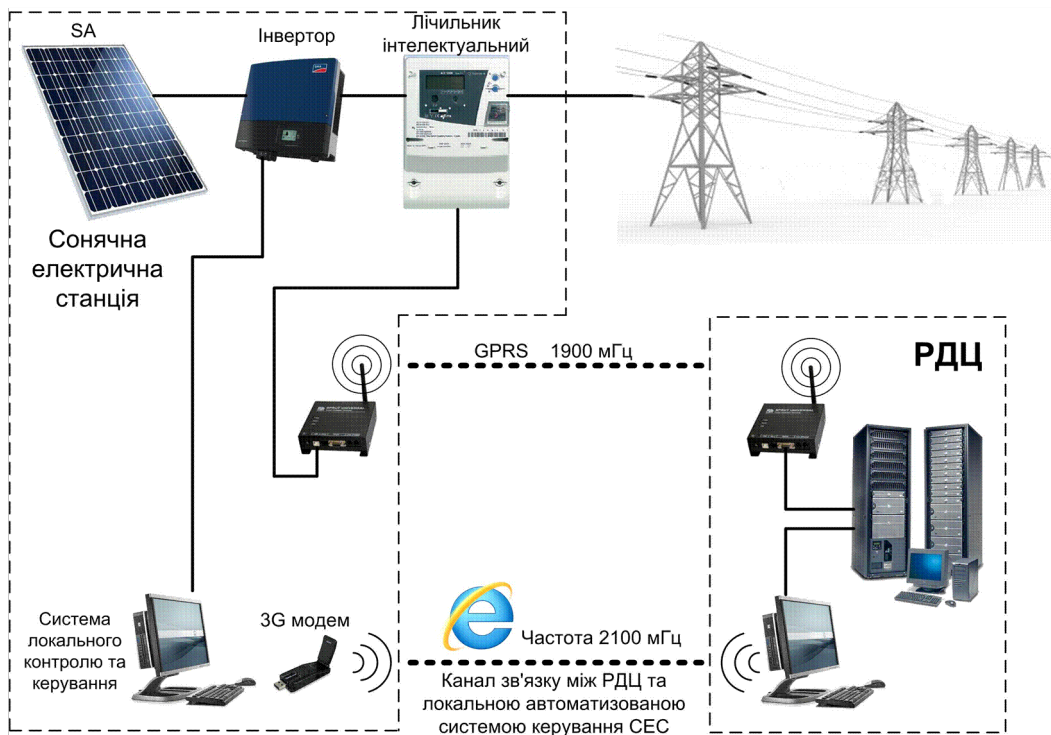 SA
Інвертор
Лічильник
інтелектуальний
Сонячна
електрична
станція
GPRS 1900 мГц
РДЦ
Система
локального
контролю та
керування
3G модем
Частота 2100 мГц
Канал зв'язку між РДЦ та
локальною автоматизованою
системою керування СЕС